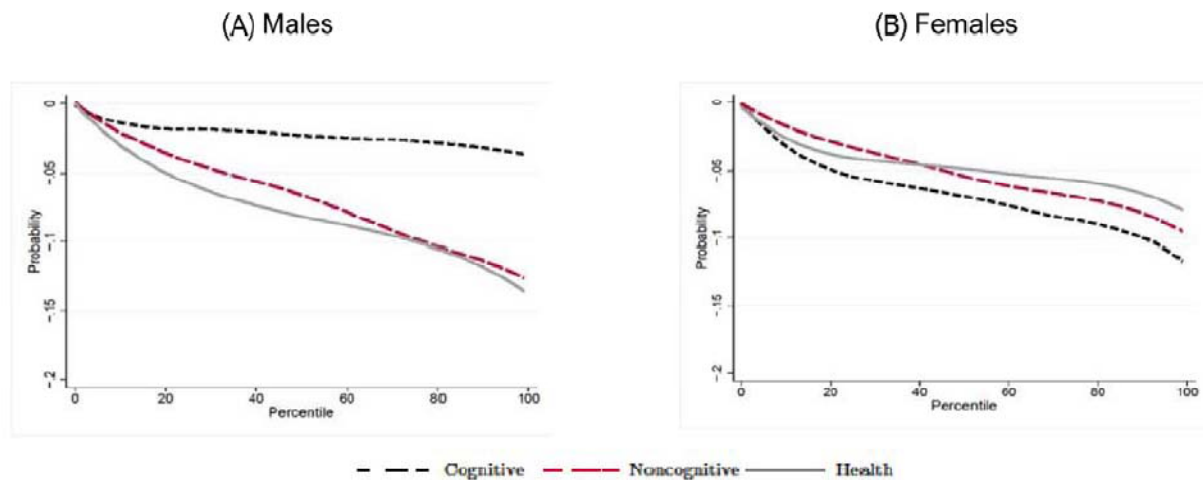 (A) Males
(B) Females
Probability
0
-.05
-.1
-.15
-.2
0 20 40 60 80 100
Percentile
Probability
0
-.05
-.1
-.15
-.2
0 20 40 60 80 100
Percentile
Cognitive Noncognitive Health